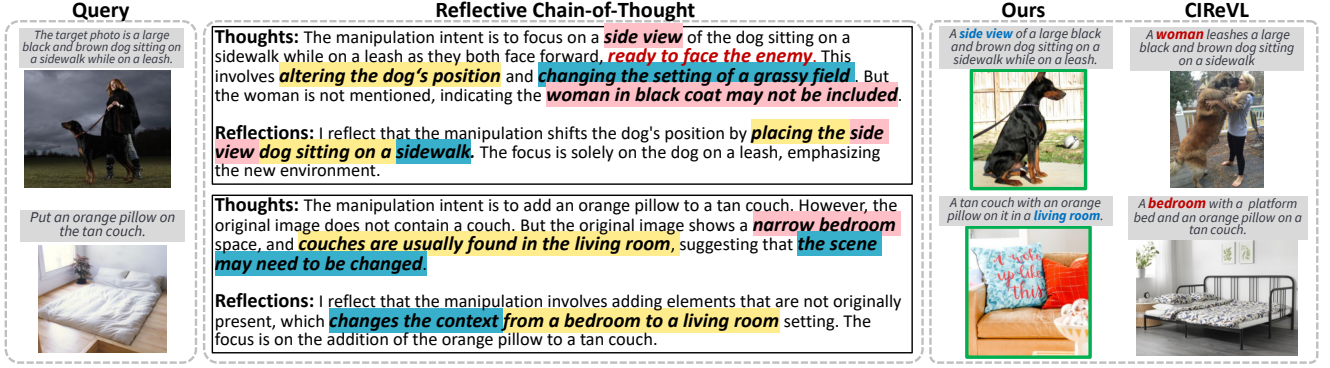 Query
Reflective Chain-of-Thought
Ours
CIReVL
The target photo is a large
black and brown dog sitting on
a sidewalk while on a leash.
Thoughts: The manipulation intent is to focus on a side view of the dog sitting on a
sidewalk while on a leash as they both face forward, ready to face the enemy. This
involves altering the dog's position and changing the setting of a grassy field . But
the woman is not mentioned, indicating the woman in black coat may not be included.
Reflections: I reflect that the manipulation shifts the dog's position by placing the side
view dog sitting on a sidewalk. The focus is solely on the dog on a leash, emphasizing
the new environment.
A side view of a large black
and brown dog sitting on a
sidewalk while on a leash.
A woman leashes a large
black and brown dog sitting
on a sidewalk
Put an orange pillow on
the tan couch.
Thoughts: The manipulation intent is to add an orange pillow to a tan couch. However, the
original image does not contain a couch. But the original image shows a narrow bedroom
space, and couches are usually found in the living room, suggesting that the scene
may need to be changed.
Reflections: I reflect that the manipulation involves adding elements that are not originally
present, which changes the context from a bedroom to a living room setting. The
focus is on the addition of the orange pillow to a tan couch.
A tan couch with an orange
pillow on it in a living room.
I woke
up like
this
A bedroom with a platform
bed and an orange pillow on a
tan couch.